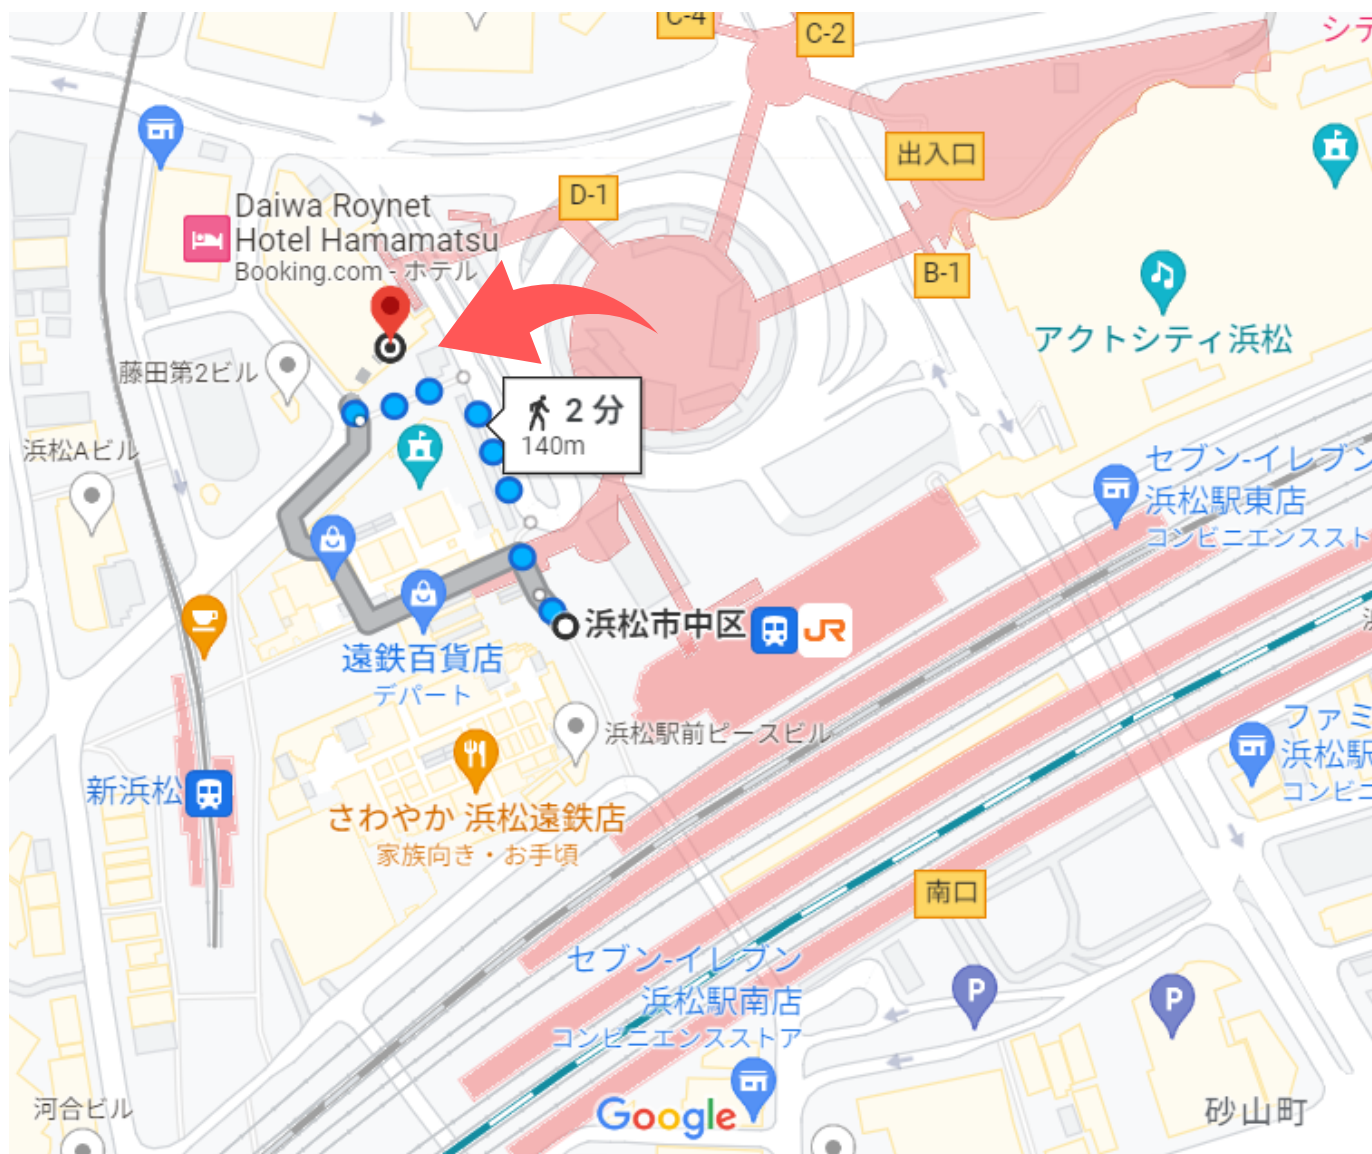 C-4
C-2
出入口
Daiwa Roynet
Hotel Hamamatsu
Booking.com - ホテル
D-1
B-1
アクトシティ浜松
藤田第2ビル
2 分
140m
浜松Aビル
セブン-イレブン
浜松駅東店
コンビニエンススト
浜松市中区
JR
遠鉄百貨店
デパート
浜松駅前ピースビル
ファミ
浜松駅
コンビニ
新浜松
さわやか 浜松遠鉄店
家族向き・お手頃
南口
セブン-イレブン
浜松駅南店
コンビニエンスストア
P
P
河合ビル
Google
砂山町